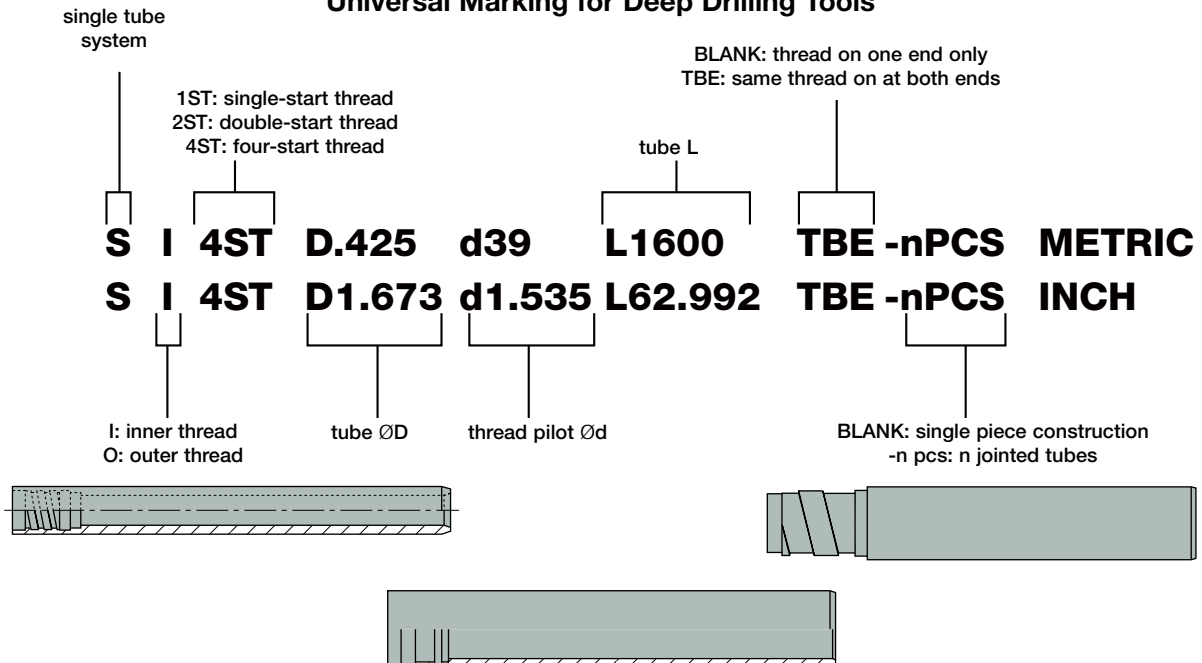 Universal Marking for Deep Drilling Tools
single tube
system
BLANK: thread on one end only
TBE: same thread on at both ends
1ST: single-start thread
2ST: double-start thread
4ST: four-start thread
tube L
S I 4ST D.425 d39 L1600 TBE -nPCS METRIC
S I 4ST D1.673 d1.535 L62.992 TBE -nPCS INCH
I: inner thread
O: outer thread
tube ØD
thread pilot Ød
BLANK: single piece construction
-n pcs: n jointed tubes